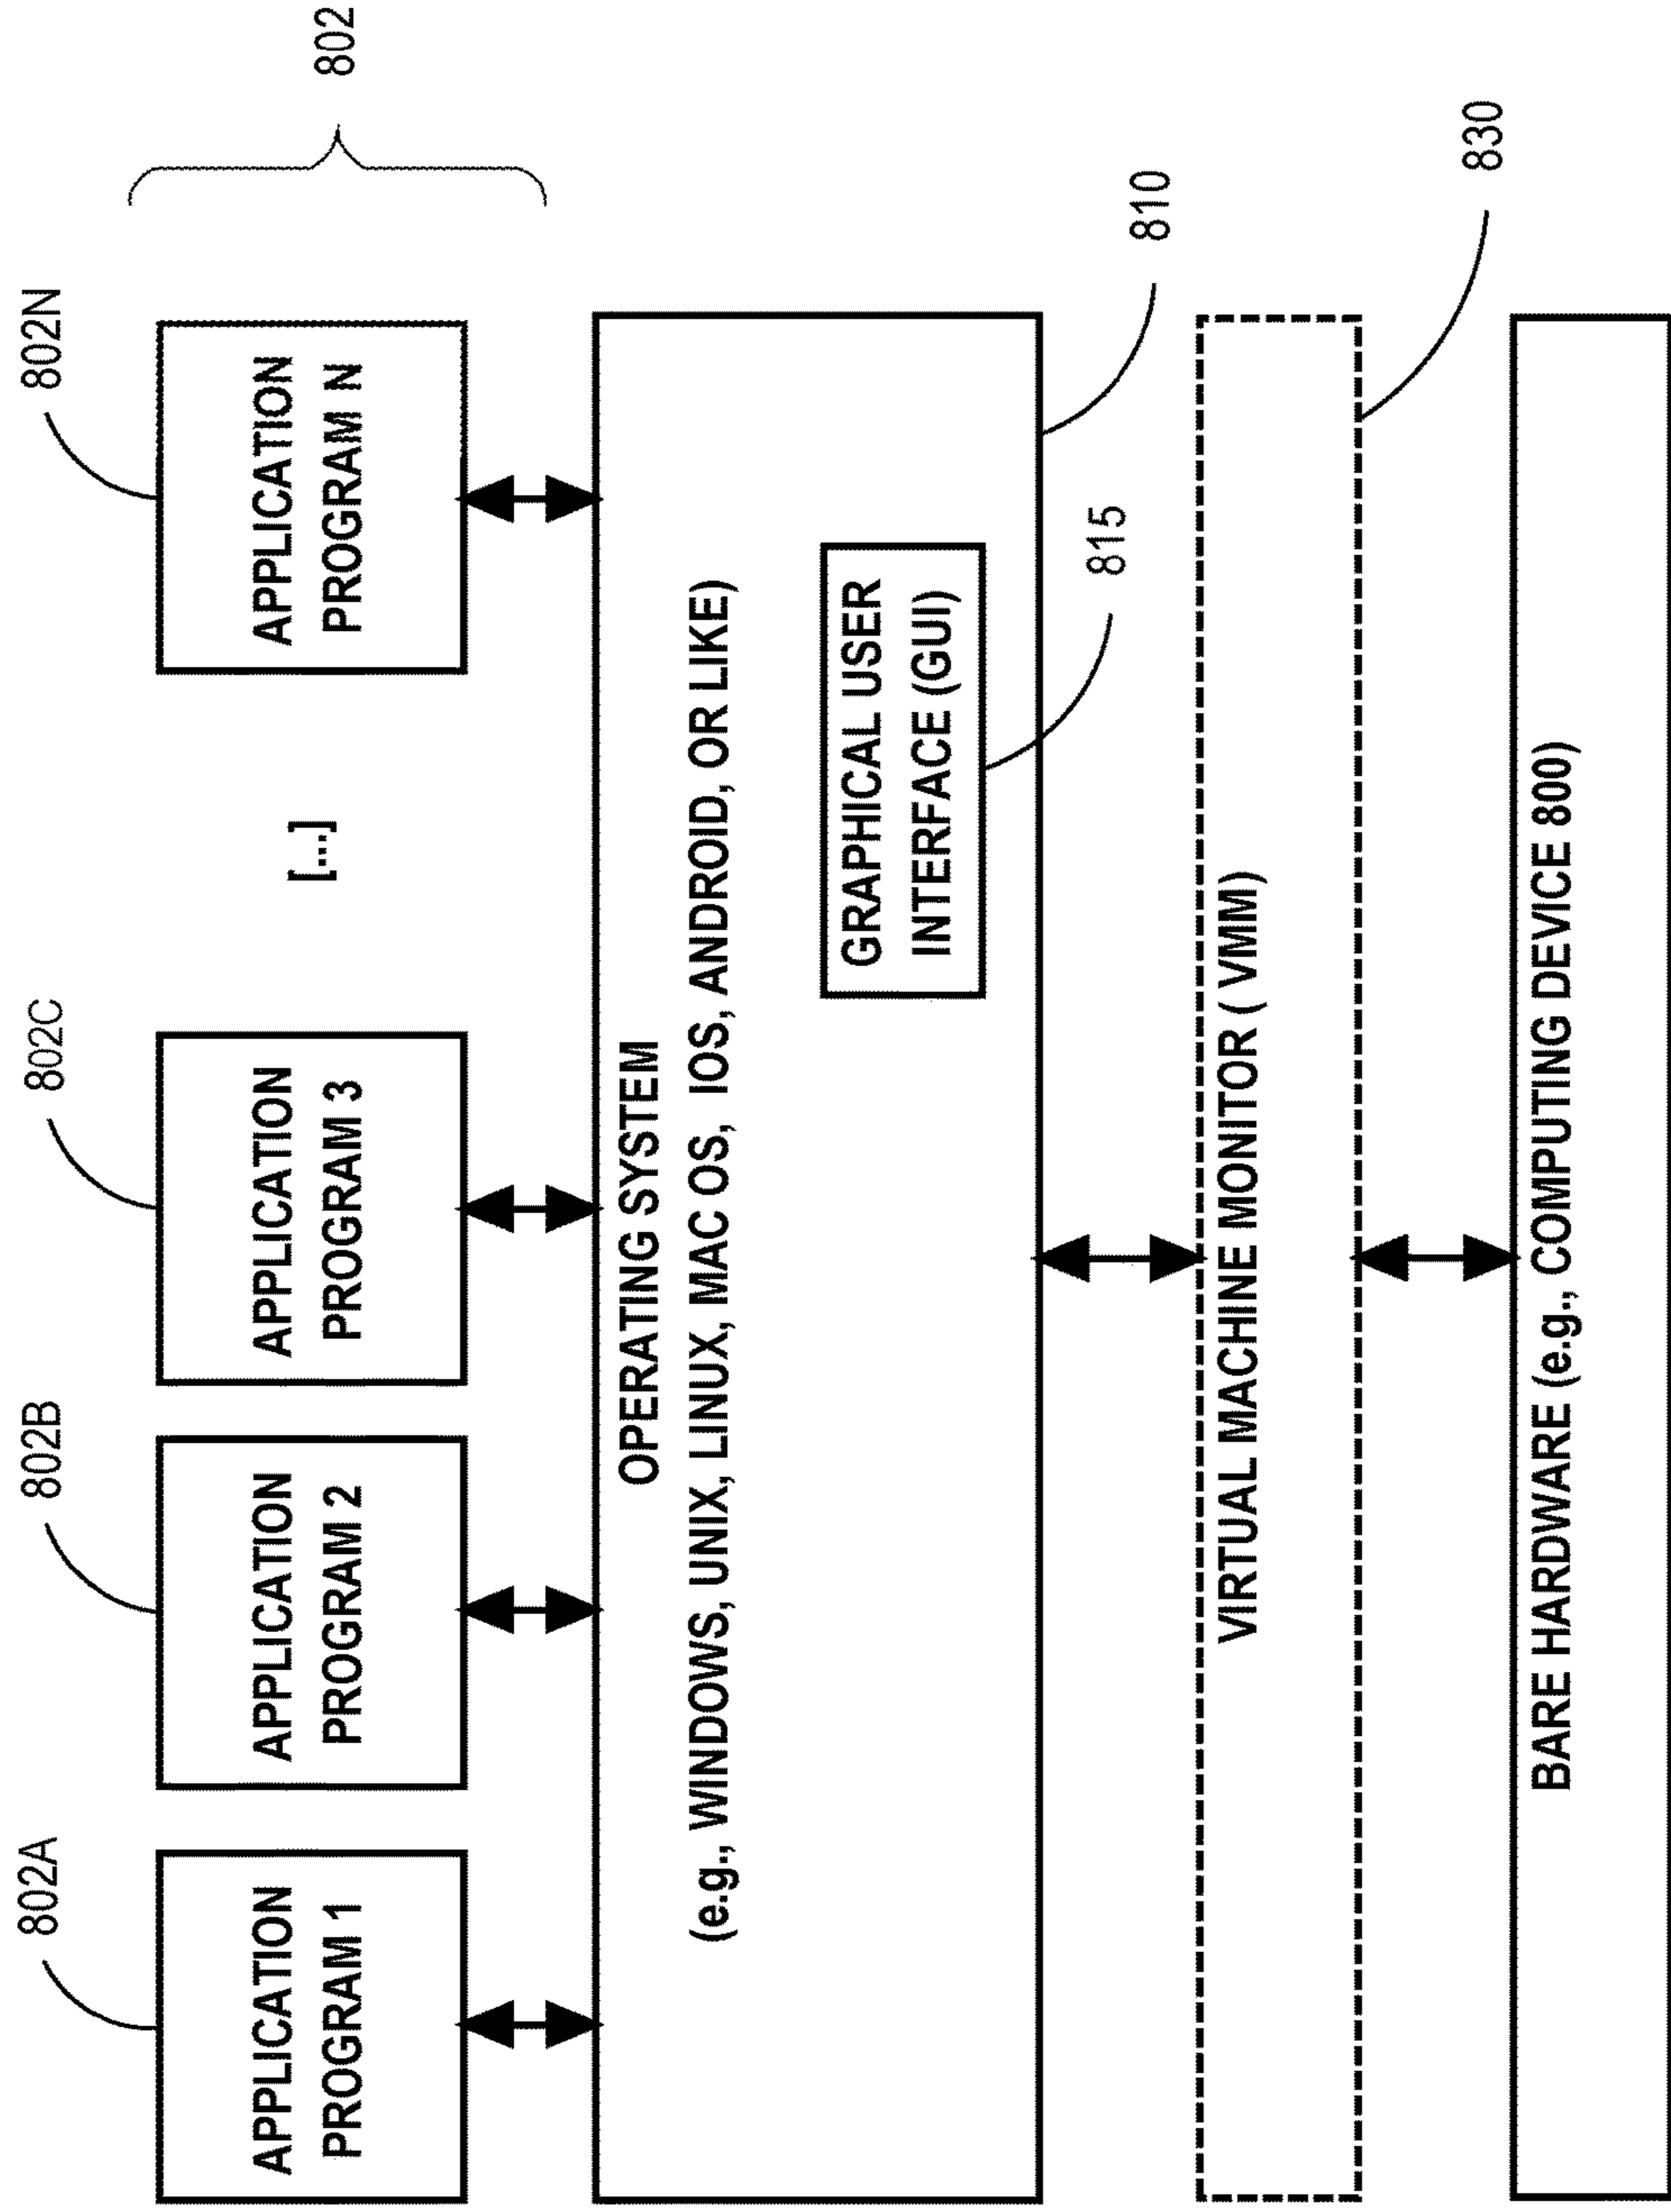 802A
802B
802C
802N
802
APPLICATION
PROGRAM 1
APPLICATION
PROGRAM 2
APPLICATION
PROGRAM 3
[...]
APPLICATION
PROGRAM N
OPERATING SYSTEM
(e.g., WINDOWS, UNIX, LINUX, MAC OS, IOS, ANDROID, OR LIKE)
GRAPHICAL USER
INTERFACE (GUI)
815
810
VIRTUAL MACHINE MONITOR ( VMM)
830
BARE HARDWARE (e.g., COMPUTING DEVICE 800)